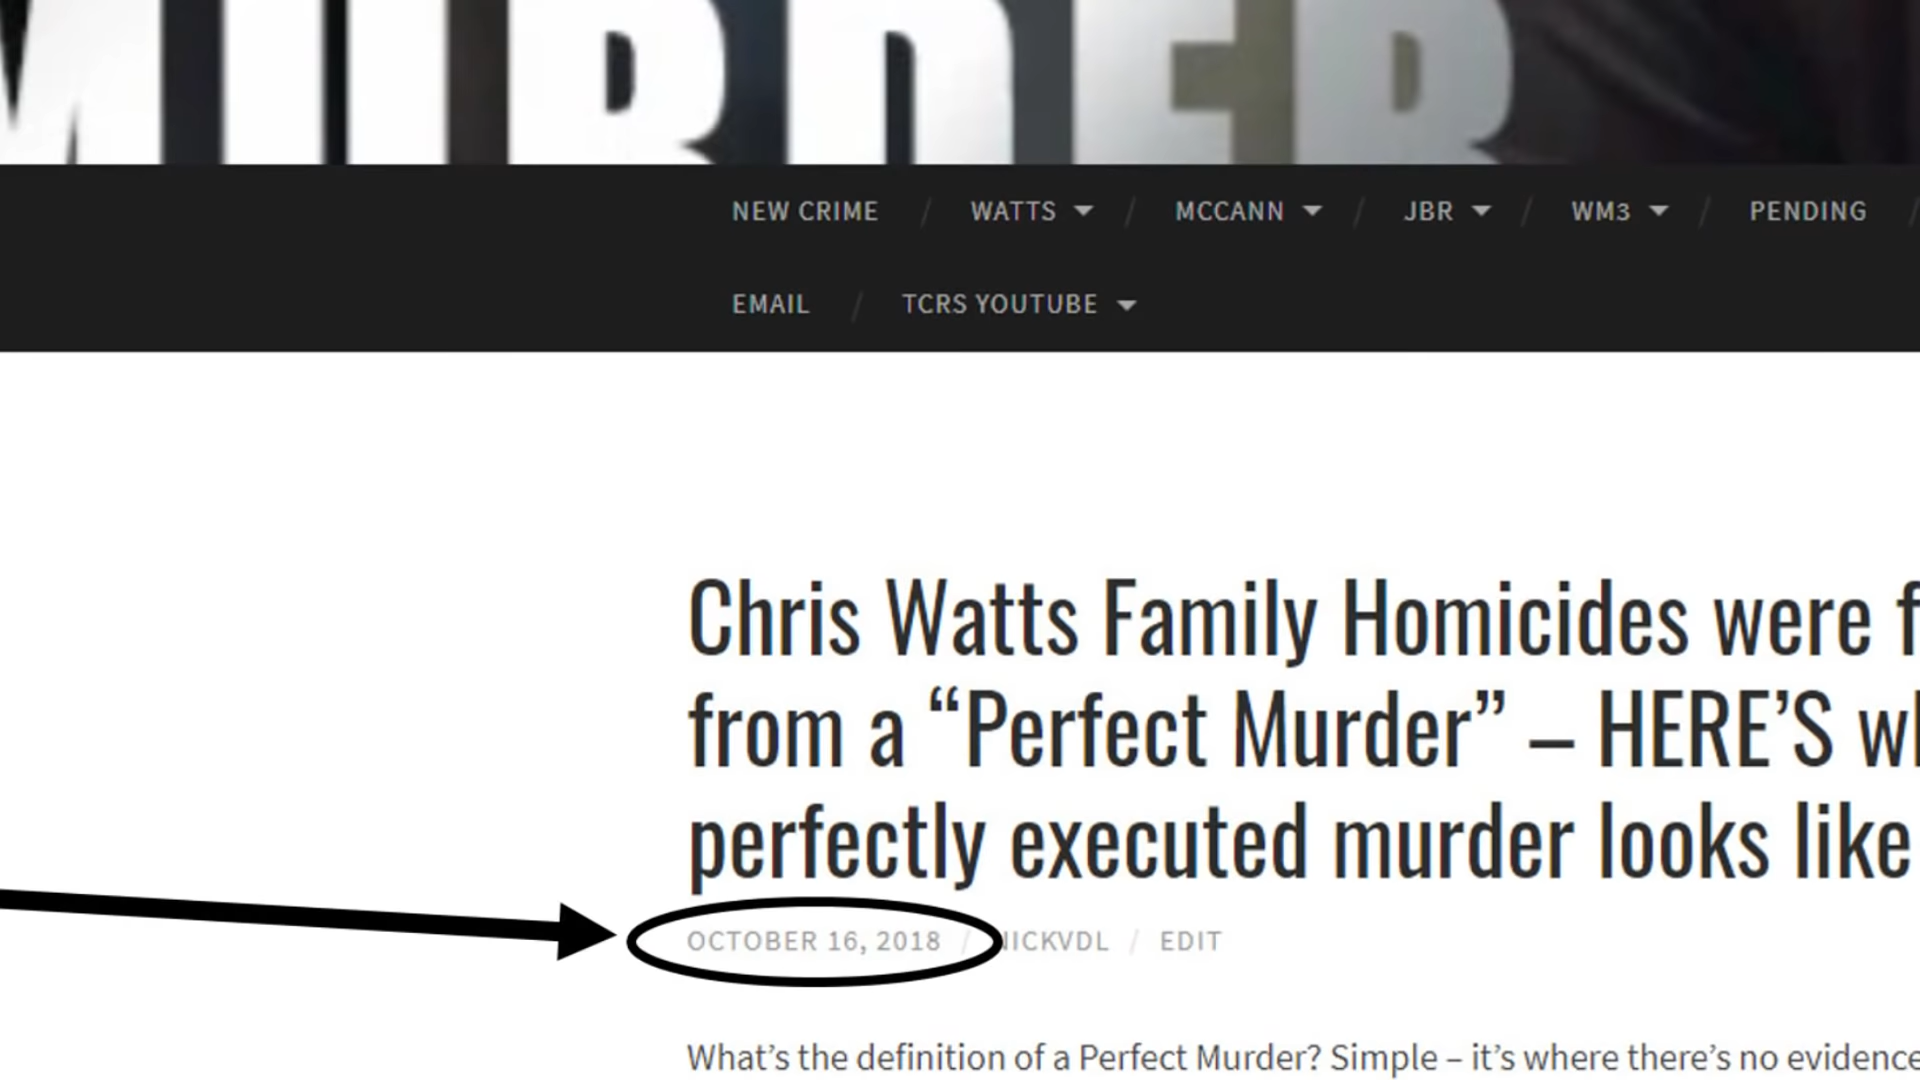 MURDER
NEW CRIME / WATTS / MCCANN / JBR / WM3 / PENDING /
EMAIL / TCRS YOUTUBE
Chris Watts Family Homicides were
from a “Perfect Murder” – HERE’S
perfectly executed murder looks like
OCTOBER 16, 2018 / NICKVDL / EDIT
What’s the definition of a Perfect Murder? Simple – it’s where there’s no evidence